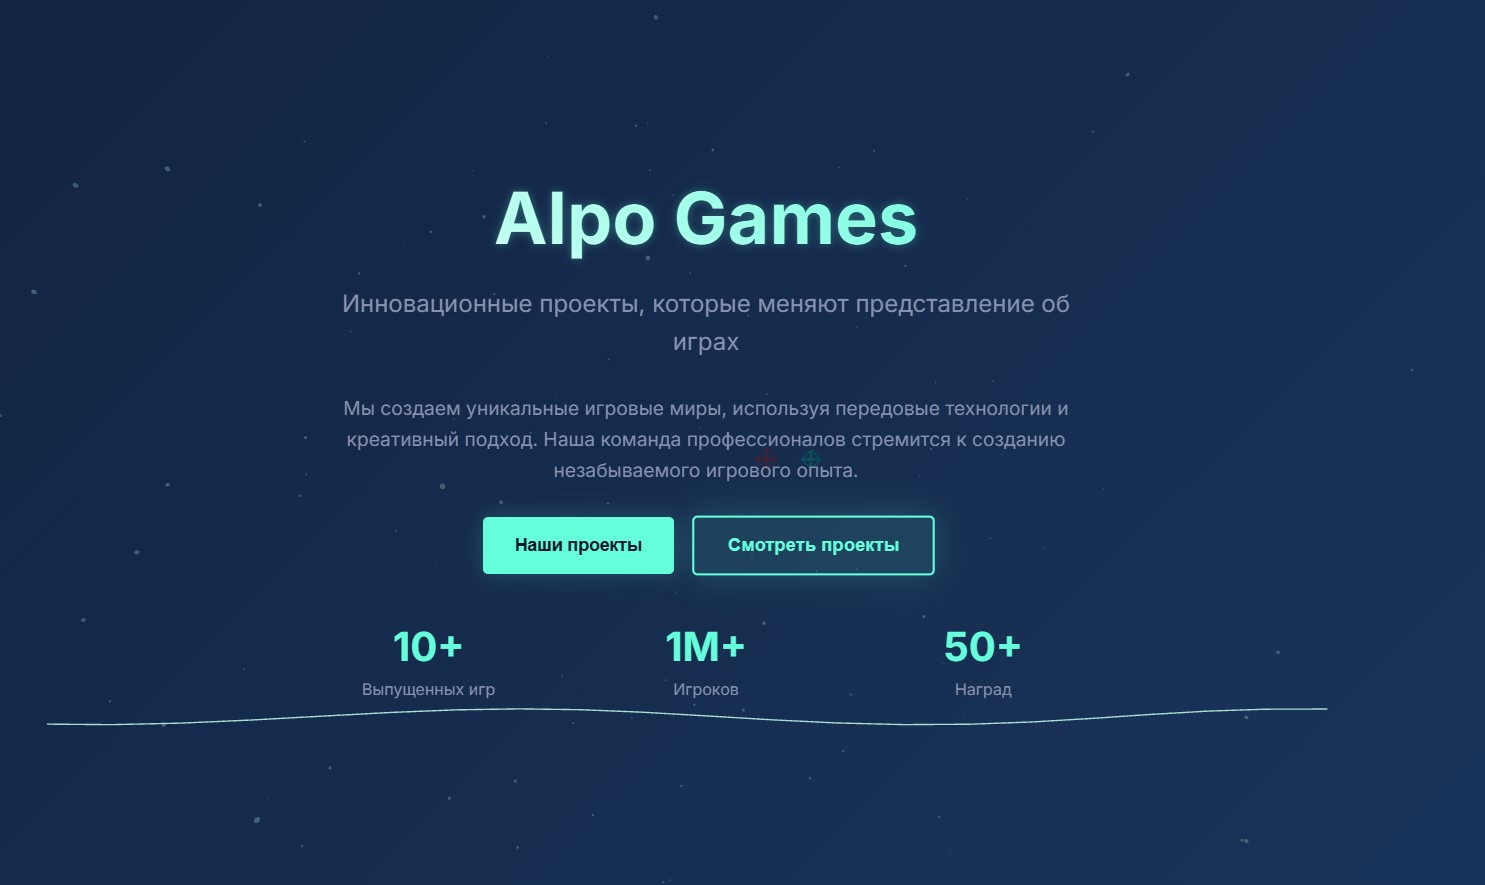 Alpo Games
Инновационные проекты, которые меняют представление об
играх
Мы создаем уникальные игровые миры, используя передовые технологии и
креативный подход. Наша команда профессионалов стремится к созданию
незабываемого игрового опыта.
Наши проекты
Смотреть проекты
10+
1M+
50+
Выпущенных игр
Игроков
Наград